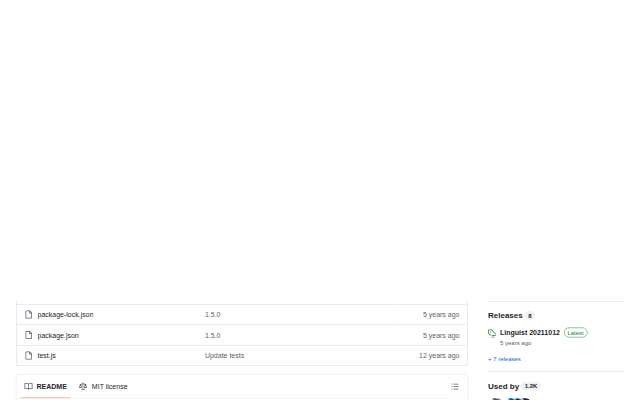 package-lock.json 1.5.0 5 years ago
package.json 1.5.0 5 years ago
test.js Update tests 12 years ago
README MIT license
Releases 8
Linguist 20211012 Latest
5 years ago
+ 7 releases
Used by 1.2K